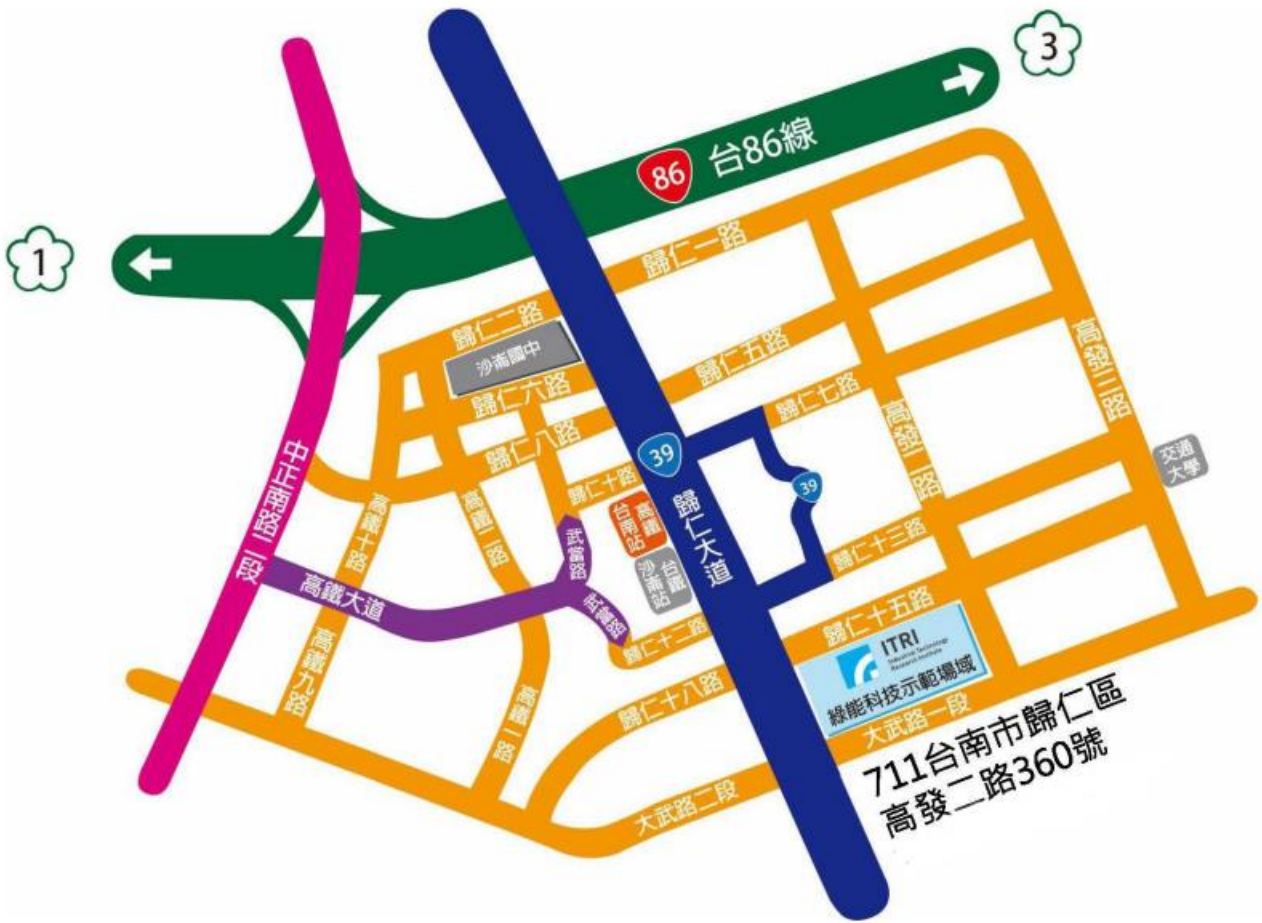 3
86 台86線
1
歸仁一路
歸仁二路
沙崙國中
歸仁六路
歸仁五路
歸仁七路
高發三路
歸仁八路
高發二路
39
39
交通
大學
中正南路二段
歸仁十路
高鐵十路
高鐵二路
高鐵
台南站
歸仁大道
武當路
台鐵
沙崙站
歸仁十三路
高鐵大道
武當路
歸仁十五路
歸仁十二路
ITRI
Industrial Technology
Research Institute
綠能科技示範場域
高鐵九路
高鐵一路
歸仁十八路
大武路一段
711台南市歸仁區
高發二路360號
大武路二段